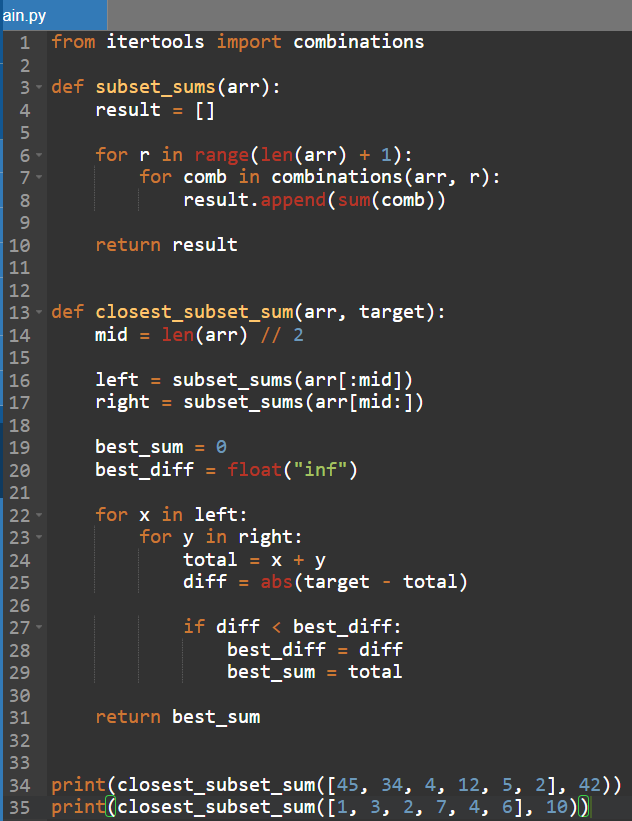 ain.py
1 from itertools import combinations
2
3 def subset_sums(arr):
4     result = []
5
6     for r in range(len(arr) + 1):
7         for comb in combinations(arr, r):
8             result.append(sum(comb))
9
10     return result
11
12
13 def closest_subset_sum(arr, target):
14     mid = len(arr) // 2
15
16     left = subset_sums(arr[:mid])
17     right = subset_sums(arr[mid:])
18
19     best_sum = 0
20     best_diff = float("inf")
21
22     for x in left:
23         for y in right:
24             total = x + y
25             diff = abs(target - total)
26
27             if diff < best_diff:
28                 best_diff = diff
29                 best_sum = total
30
31     return best_sum
32
33
34 print(closest_subset_sum([45, 34, 4, 12, 5, 2], 42))
35 print(closest_subset_sum([1, 3, 2, 7, 4, 6], 10))